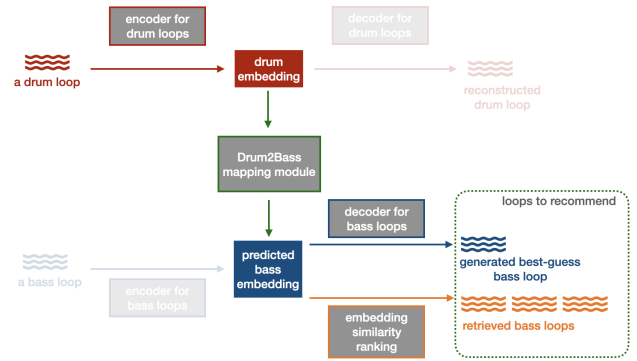 encoder for
drum loops
decoder for
drum loops
a drum loop
drum
embedding
reconstructed
drum loop
Drum2Bass
mapping module
decoder for
bass loops
loops to recommend
a bass loop
encoder for
bass loops
predicted
bass
embedding
generated best-guess
bass loop
embedding
similarity
ranking
retrieved bass loops